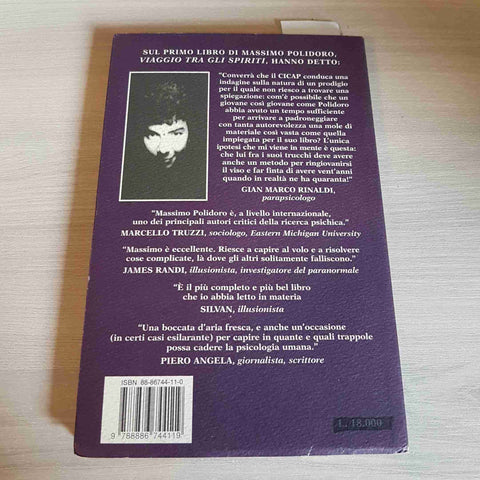 SUL PRIMO LIBRO DI MASSIMO POLIDORO,
VIAGGIO TRA GLI SPIRITI, HANNO DETTO:
"Converrà che il CICAP conduca una
indagine sulla natura di un prodigio
per il quale non riesco a trovare una
spiegazione: com'è possibile che un
giovane così giovane come Polidoro
abbia avuto un tempo sufficiente
per arrivare a padroneggiare
con tanta autorevolezza una mole di
materiale così vasta come quella
impiegata per il suo libro? L'unica
ipotesi che mi viene in mente è questa:
che lui fra i suoi trucchi deve avere
anche un metodo per ringiovanirsi
il viso e far finta di aver vent'anni
quando in realtà ne ha quaranta!"
GIAN MARCO RINALDI,
parapsicologo
"Massimo Polidoro è, a livello internazionale,
uno dei principali autori critici della ricerca psichica."
MARCELLO TRUZZI, sociologo, Eastern Michigan University
"Massimo è eccellente. Riesce a capire al volo e a risolvere
cose complicate, là dove gli altri solitamente falliscono."
JAMES RANDI, illusionista, investigatore del paranormale
"È il più completo e più bel libro
che io abbia letto in materia
SILVAN, illusionista
"Una boccata d'aria fresca, e anche un'occasione
(in certi casi esilarante) per capire in quante e quali trappole
possa cadere la psicologia umana."
PIERO ANGELA, giornalista, scrittore
ISBN 88-86744-11-0
9 788886 744119
L. 18.000